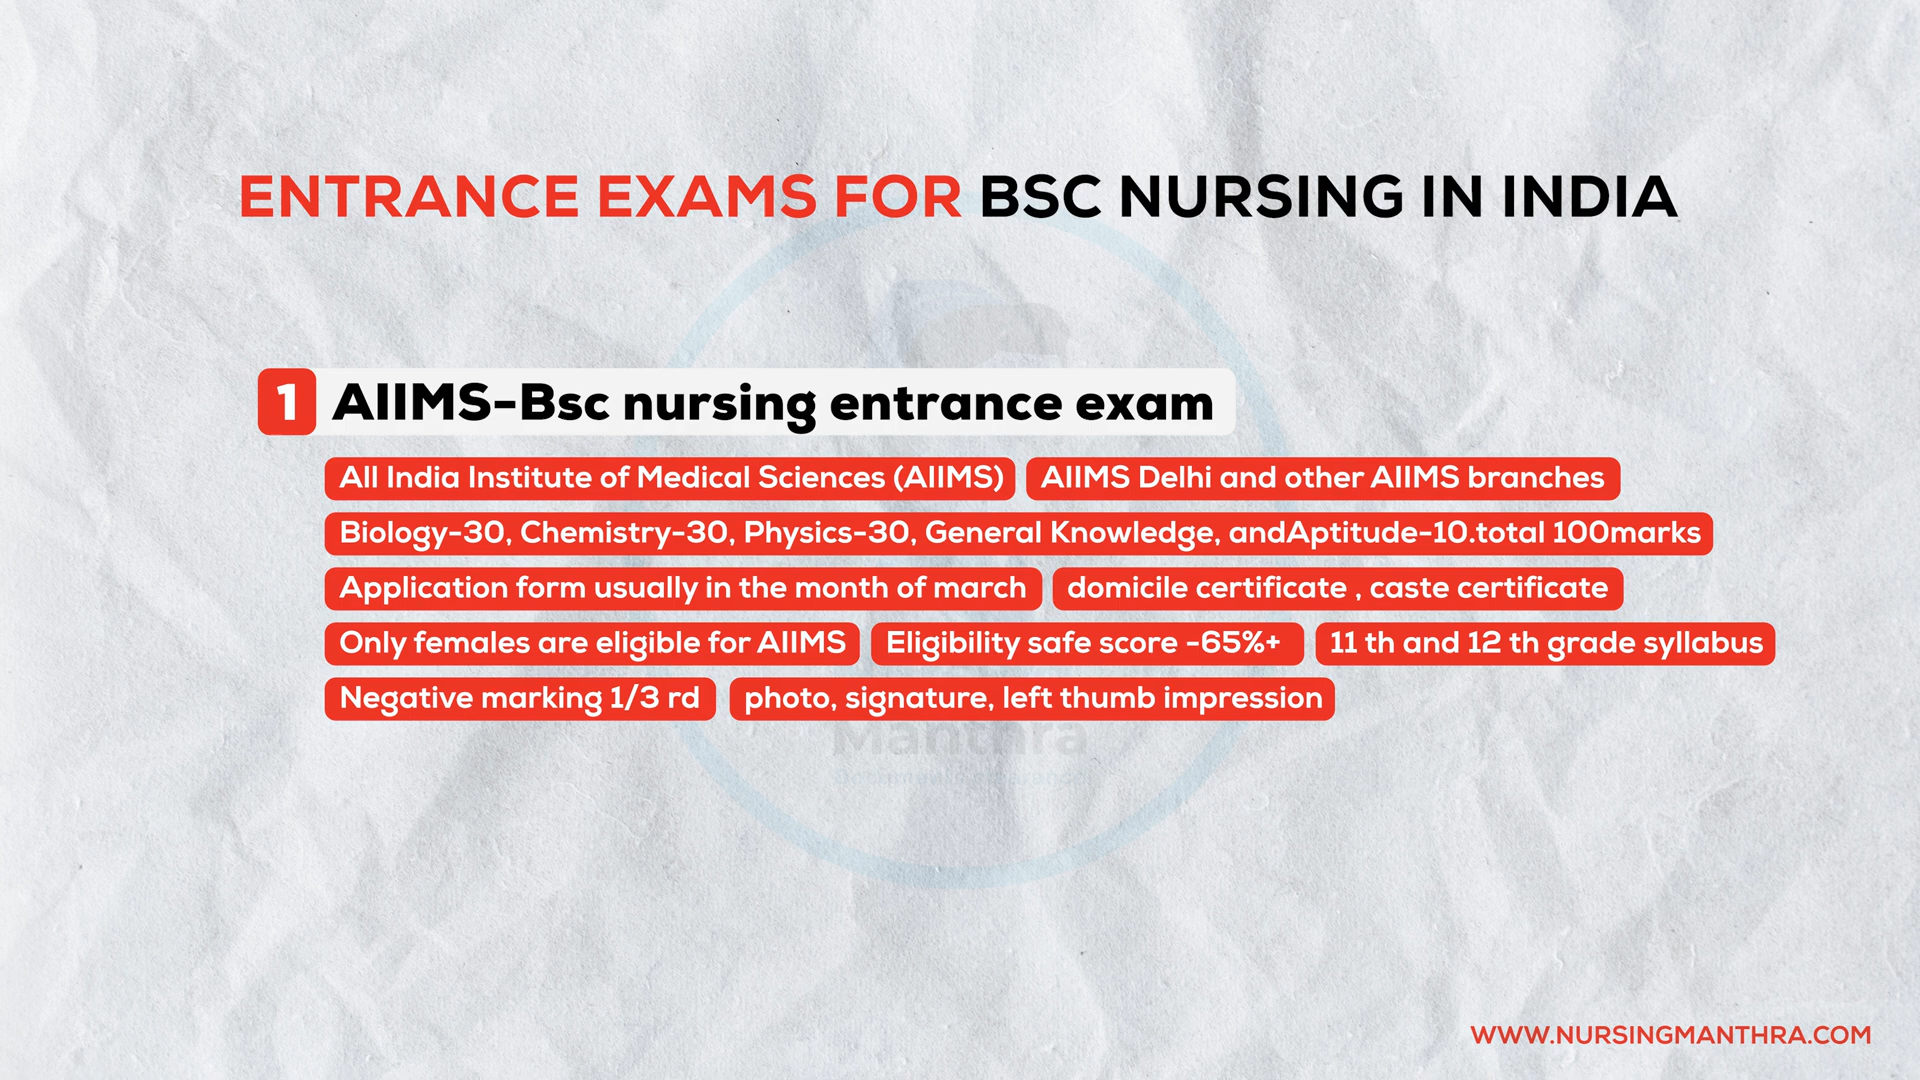 ENTRANCE EXAMS FOR BSC NURSING IN INDIA
1 AIIMS-Bsc nursing entrance exam
All India Institute of Medical Sciences (AIIMS) AIIMS Delhi and other AIIMS branches
Biology-30, Chemistry-30, Physics-30, General Knowledge, andAptitude-10.total 100marks
Application form usually in the month of march domicile certificate , caste certificate
Only females are eligible for AIIMS Eligibility safe score -65%+ 11 th and 12 th grade syllabus
Negative marking 1/3 rd photo, signature, left thumb impression
Manthra
WWW.NURSINGMANTHRA.COM